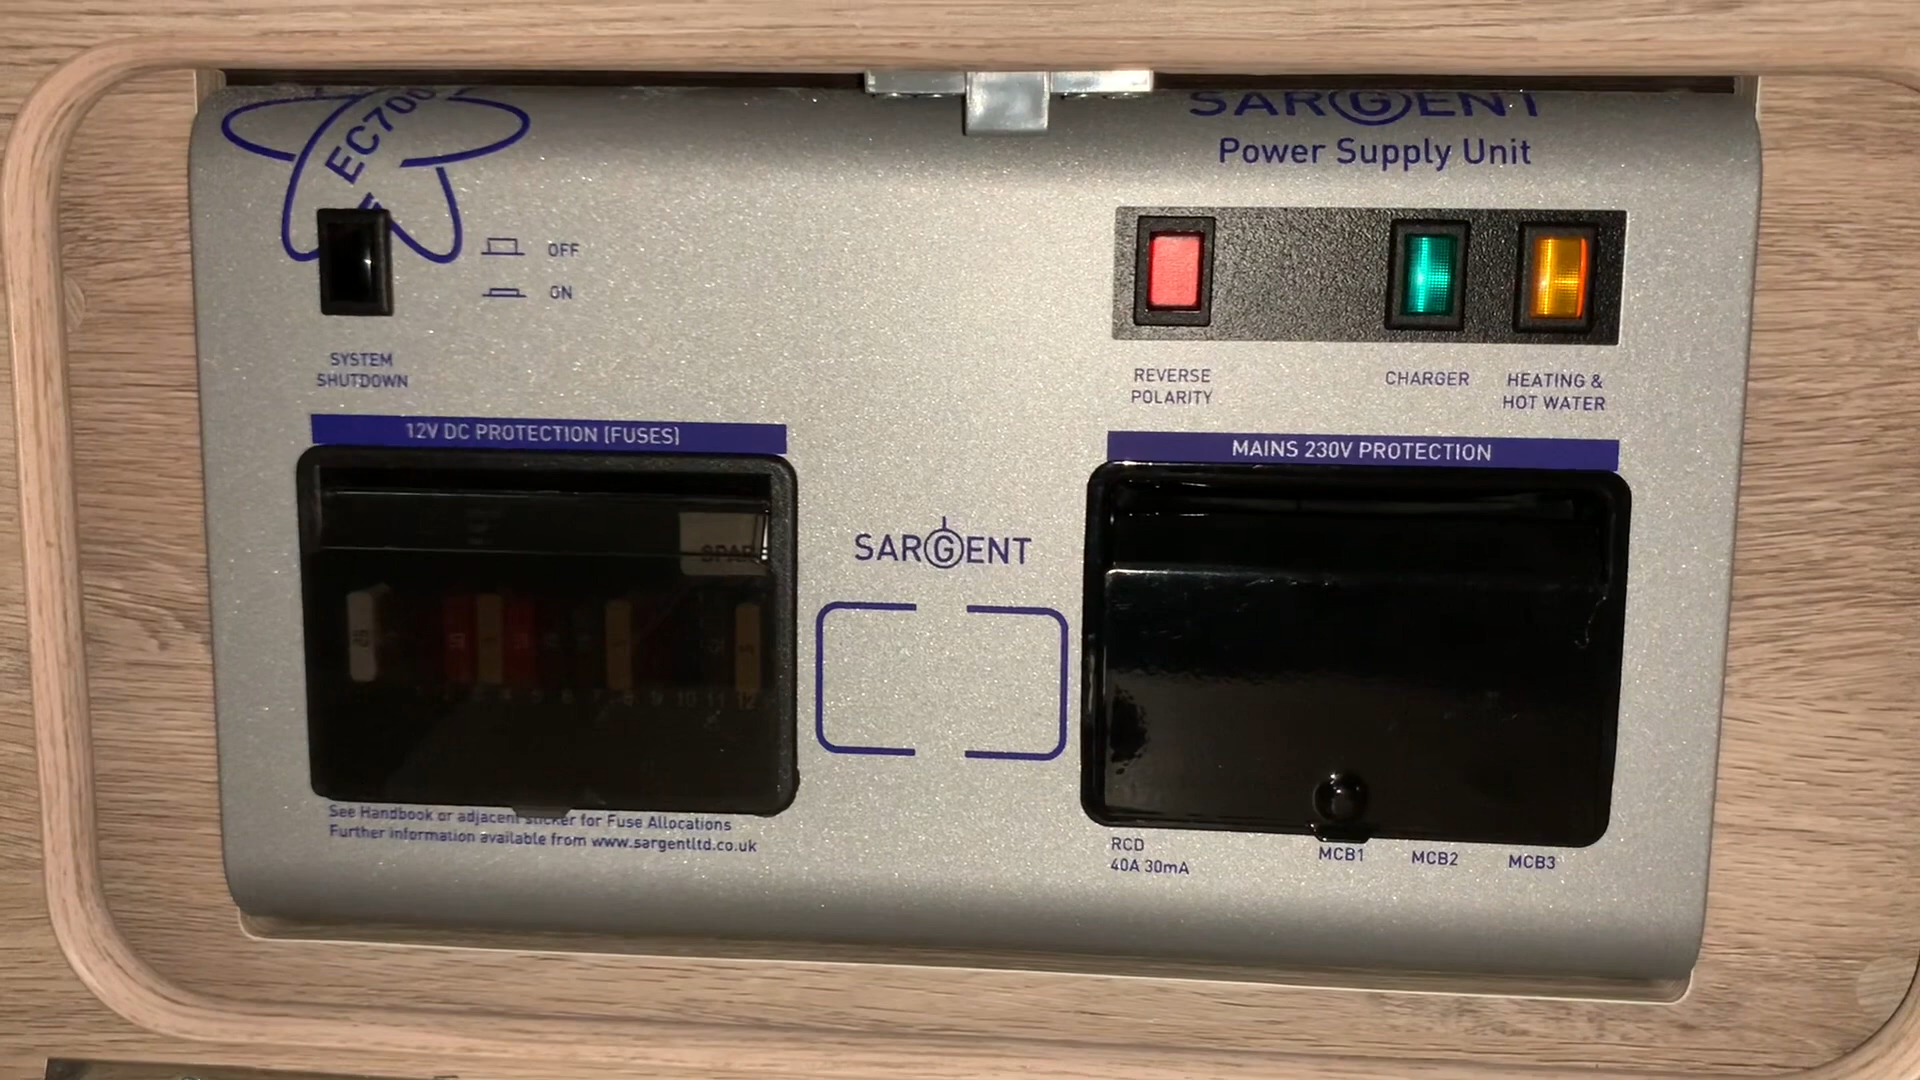 EC700
SARGENT
Power Supply Unit
OFF
ON
SYSTEM
SHUTDOWN
REVERSE
POLARITY
CHARGER
HEATING &
HOT WATER
12V DC PROTECTION (FUSES)
MAINS 230V PROTECTION
SARGENT
2 3 4 5 6 7 8 9 10 11 12
See Handbook or adjacent sticker for Fuse Allocations
Further information available from www.sargentltd.co.uk
RCD
40A 30mA
MCB1
MCB2
MCB3